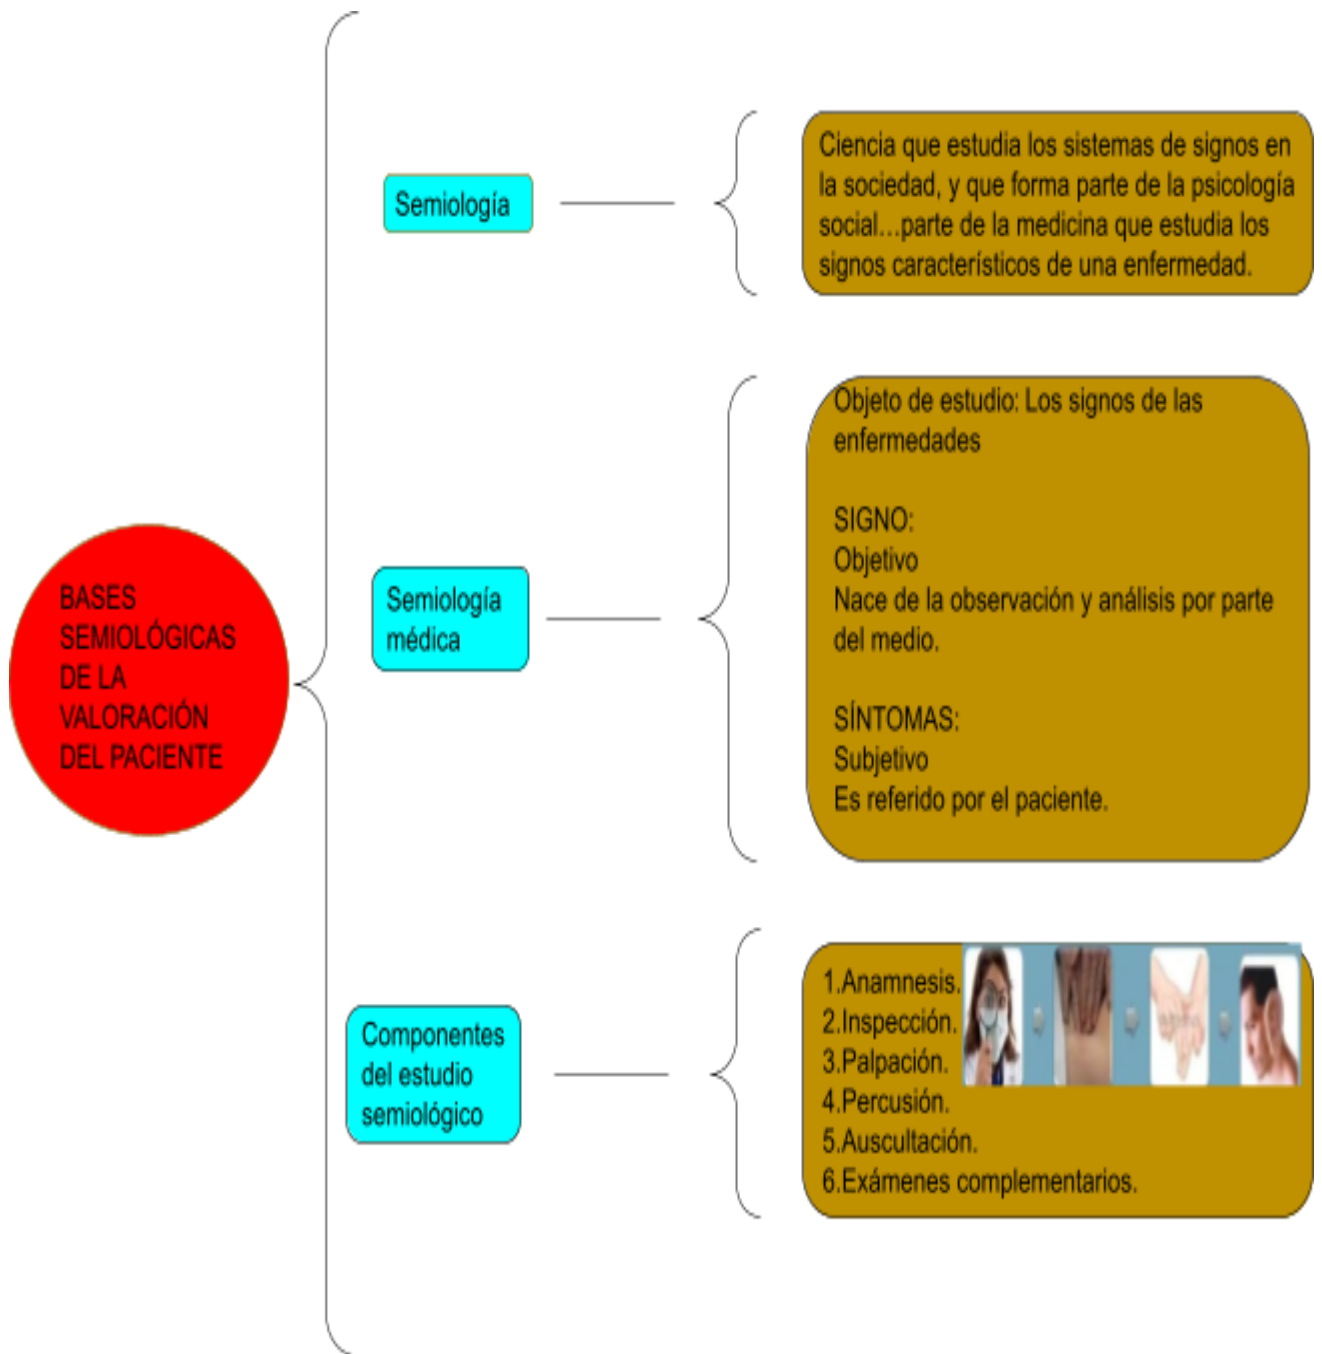 BASES
SEMIOLÓGICAS
DE LA
VALORACIÓN
DEL PACIENTE
Semiología
Ciencia que estudia los sistemas de signos en
la sociedad, y que forma parte de la psicología
social...parte de la medicina que estudia los
signos característicos de una enfermedad.
Semiología
médica
Objeto de estudio: Los signos de las
enfermedades
SIGNO:
Objetivo
Nace de la observación y análisis por parte
del medio.
SÍNTOMAS:
Subjetivo
Es referido por el paciente.
Componentes
del estudio
semiológico
1.Anamnesis.
2.Inspección.
3.Palpación.
4.Percusión.
5.Auscultación.
6.Exámenes complementarios.